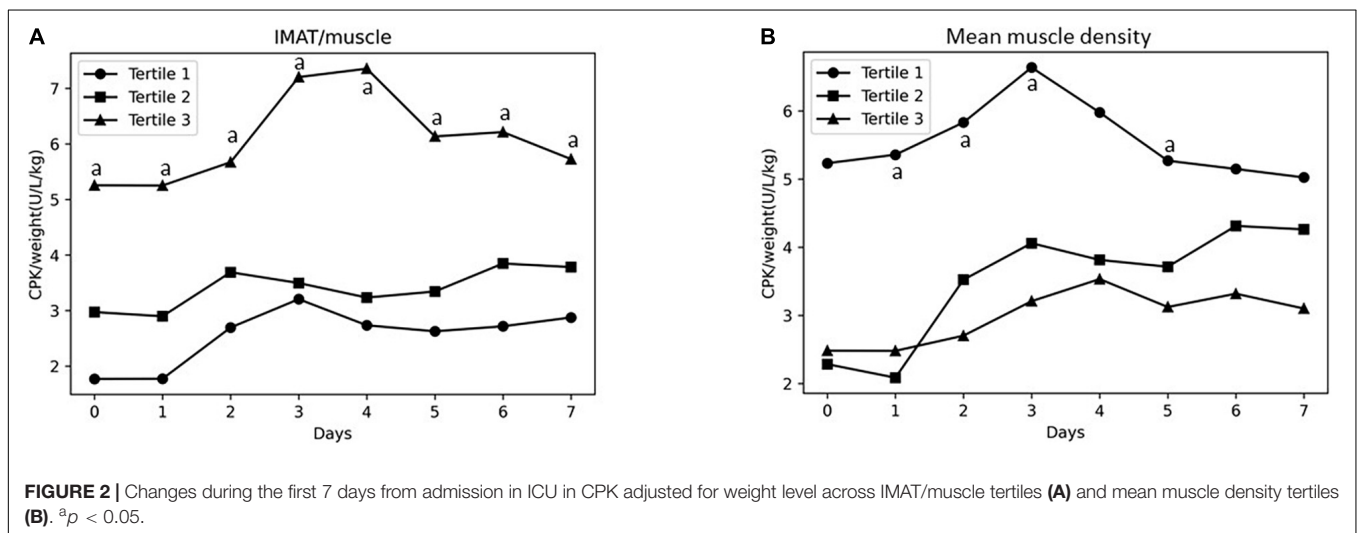 A
IMAT/muscle
Tertile 1
Tertile 2
Tertile 3
CPK/weight(U/L/kg)
7
6
5
4
3
2
a
a
a
a
a
a
a
a
0 1 2 3 4 5 6 7
Days
B
Mean muscle density
Tertile 1
Tertile 2
Tertile 3
CPK/weight(U/L/kg)
6
5
4
3
2
a
a
a
a
0 1 2 3 4 5 6 7
Days
FIGURE 2 | Changes during the first 7 days from admission in ICU in CPK adjusted for weight level across IMAT/muscle tertiles (A) and mean muscle density tertiles
(B). ᵃp < 0.05.